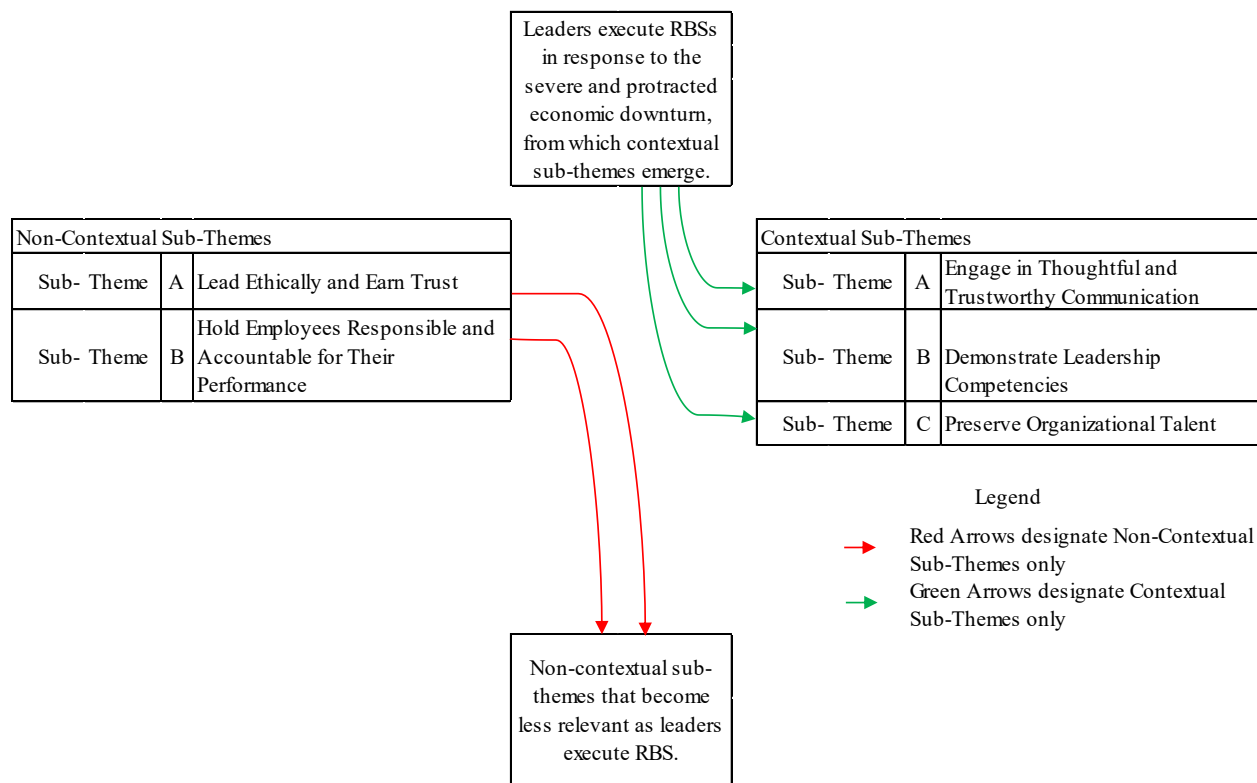 Leaders execute RBSs
in response to the
severe and protracted
economic downturn,
from which contextual
sub-themes emerge.
Non-Contextual Sub-Themes
Sub- Theme A Lead Ethically and Earn Trust
Sub- Theme B Hold Employees Responsible and
Accountable for Their
Performance
Contextual Sub-Themes
Sub- Theme A Engage in Thoughtful and
Trustworthy Communication
Sub- Theme B Demonstrate Leadership
Competencies
Sub- Theme C Preserve Organizational Talent
Legend
Red Arrows designate Non-Contextual
Sub-Themes only
Green Arrows designate Contextual
Sub-Themes only
Non-contextual sub-
themes that become
less relevant as leaders
execute RBS.